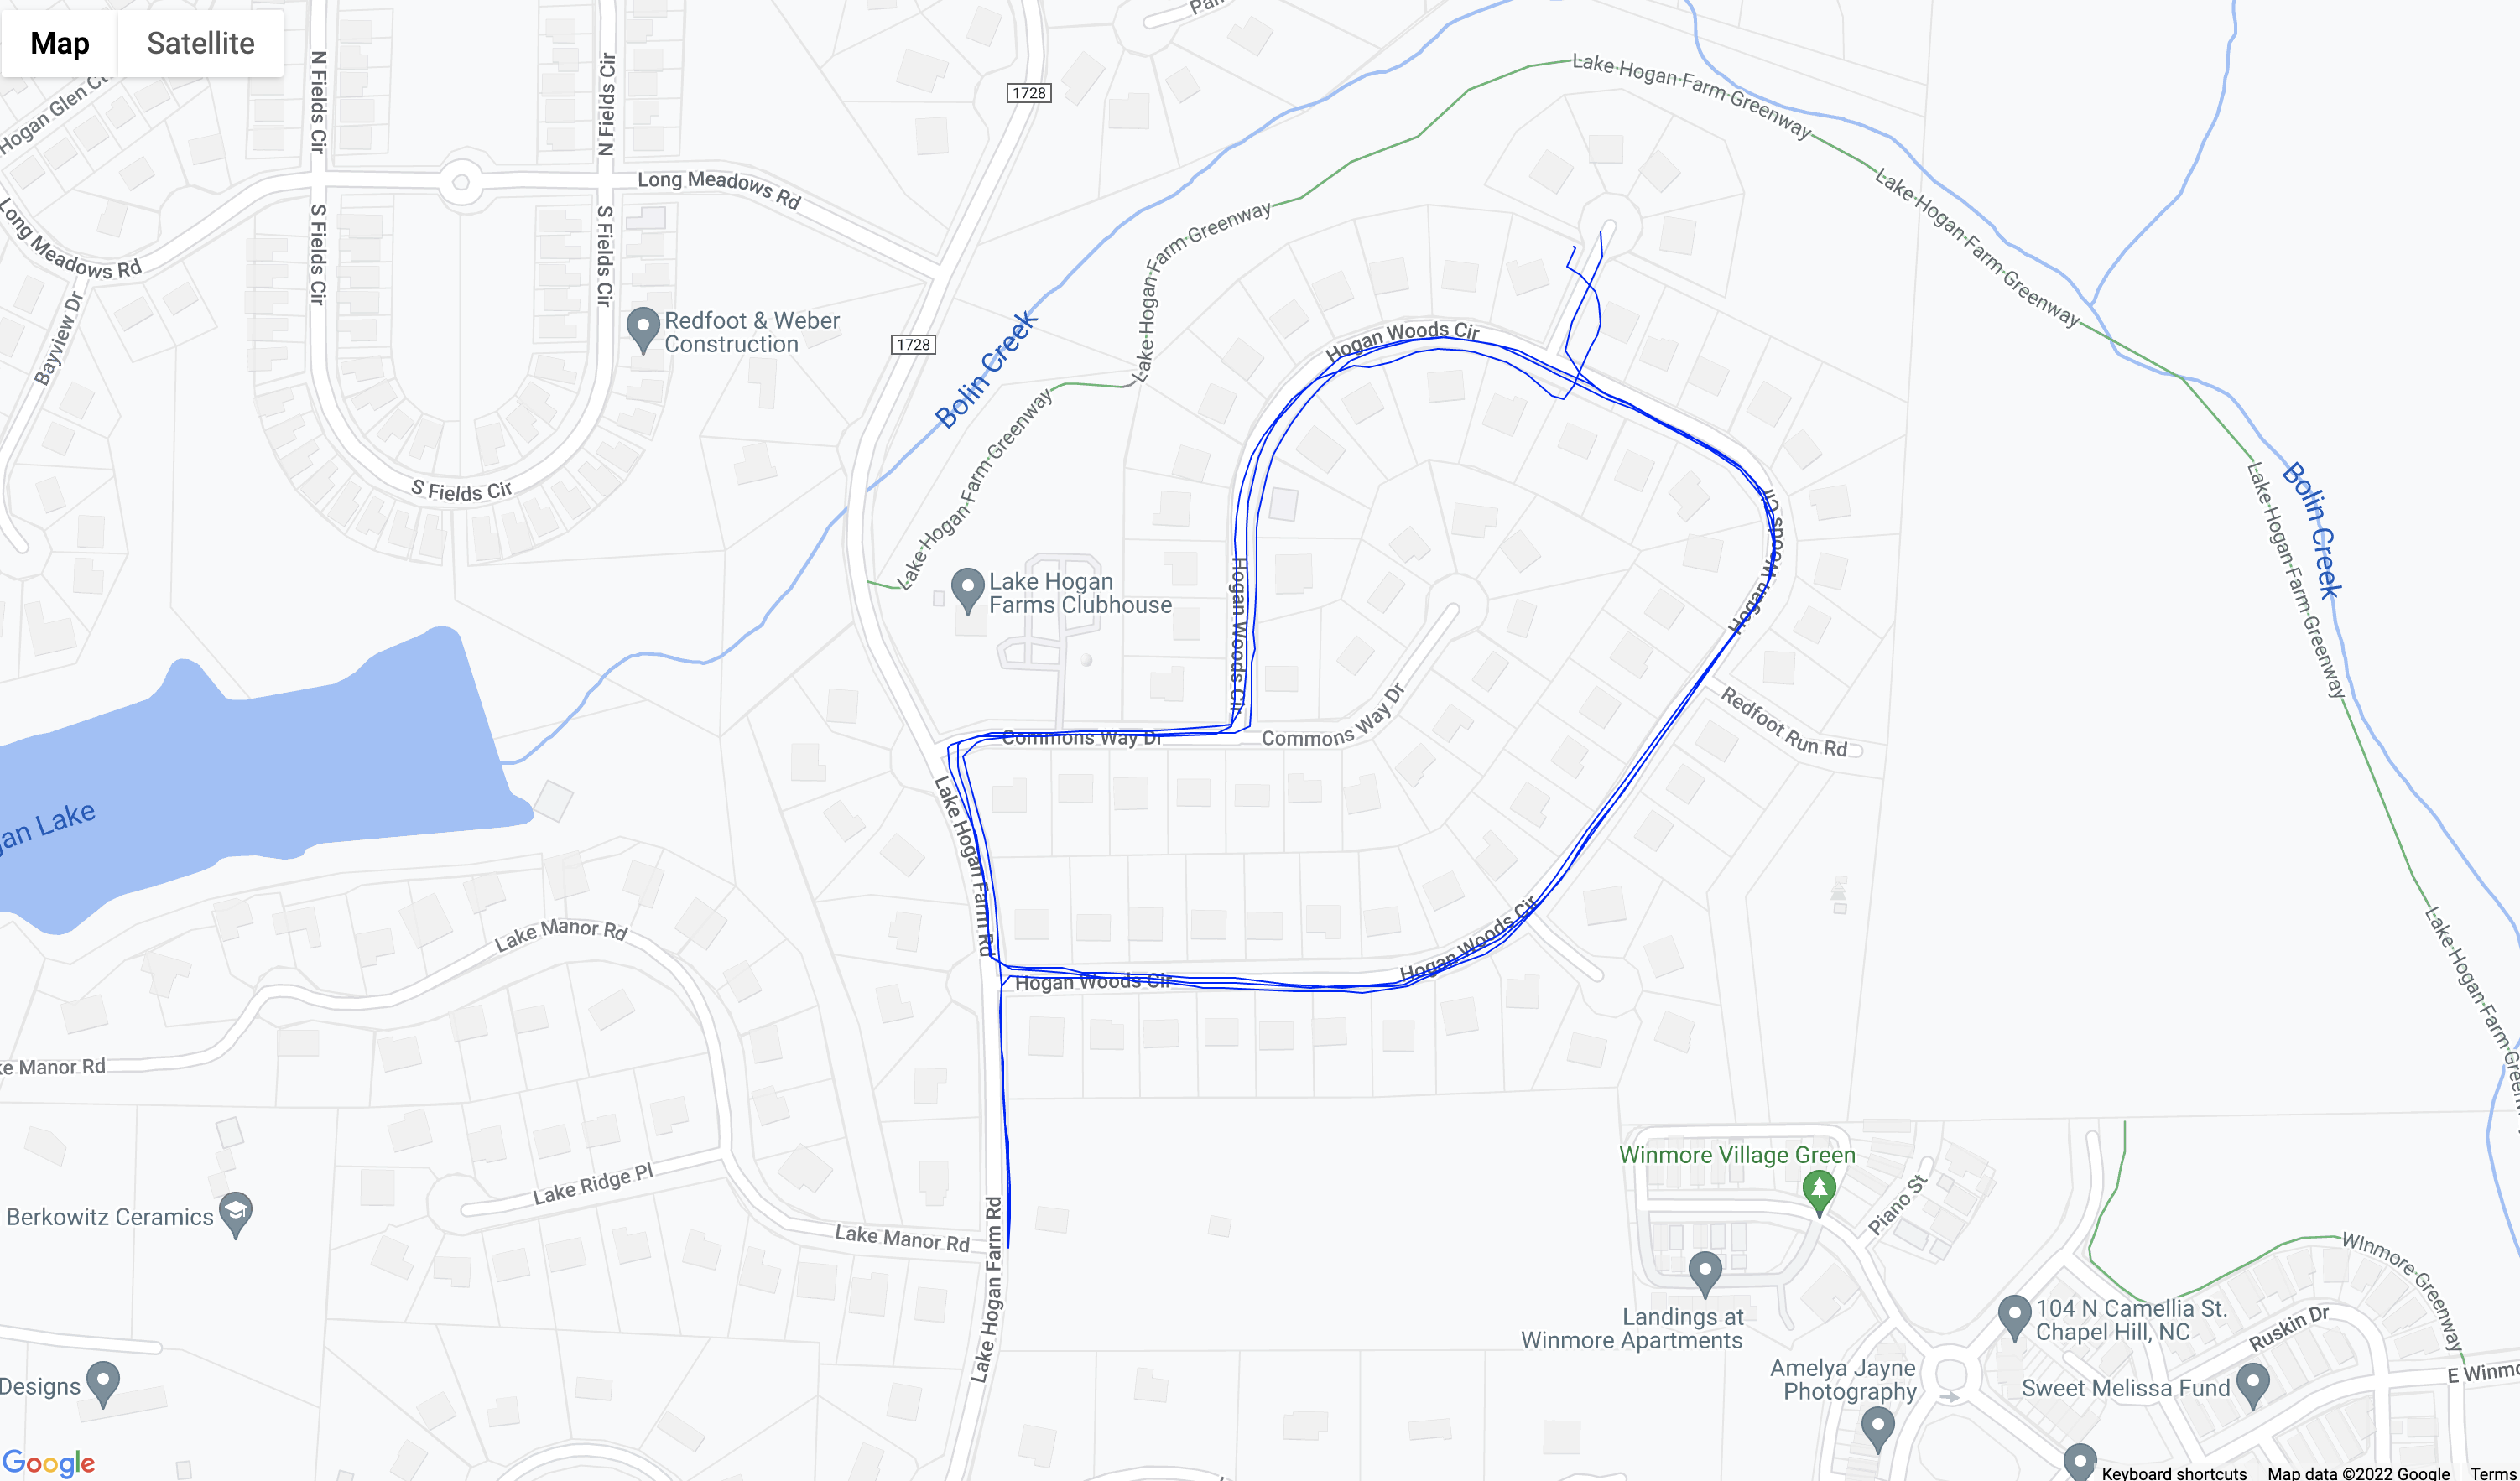 Map
Satellite
Hogan Glen Ct
N Fields Cir
N Fields Cir
1728
Lake Hogan Farm Greenway
Long Meadows Rd
Lake Hogan Farm Greenway
Long Meadows Rd
S Fields Cir
S Fields Cir
Lake Hogan Farm Greenway
Bayview Dr
Redfoot & Weber
Construction
1728
Bolin Creek
Hogan Woods Cir
Lake Hogan Farm Greenway
S Fields Cir
Lake Hogan Farm Greenway
Hogan Woods Cir
Bolin Creek
Lake Hogan Farm Greenway
Lake Hogan
Farms Clubhouse
Hogan Woods Cir
Commons Way Dr
Commons Way Dr
Commons Way Dr
Redfoot Run Rd
gan Lake
Lake Hogan Farm Rd
Lake Manor Rd
Hogan Woods Cir
Hogan Woods Cir
Lake Hogan Farm Green
ke Manor Rd
Winmore Village Green
Lake Ridge Pl
Piano St
Berkowitz Ceramics
Lake Manor Rd
Lake Hogan Farm Rd
WInmore Greenway
Landings at
Winmore Apartments
104 N Camellia St.
Chapel Hill, NC
Ruskin Dr
Designs
Amelya Jayne
Photography
Sweet Melissa Fund
E Winmo
Google
Keyboard shortcuts
Map data ©2022 Google
Terms